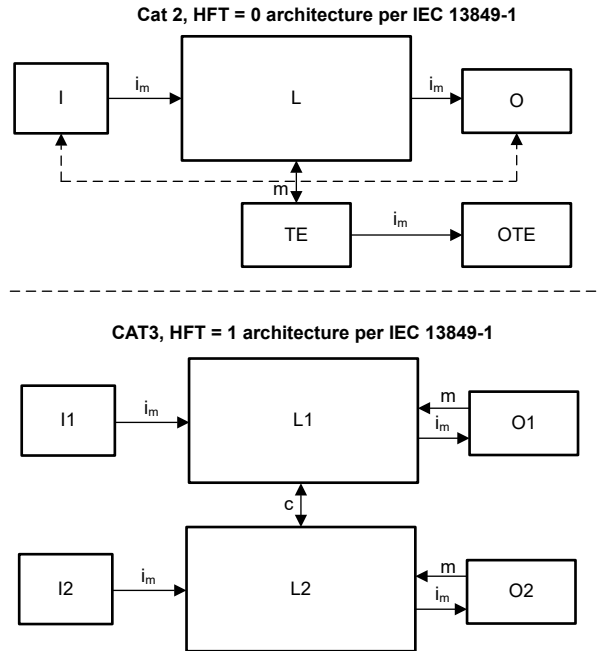 Cat 2, HFT = 0 architecture per IEC 13849-1
I
im
L
im
O
m
TE
im
OTE
CAT3, HFT = 1 architecture per IEC 13849-1
I1
im
L1
m
im
O1
c
I2
im
L2
m
im
O2